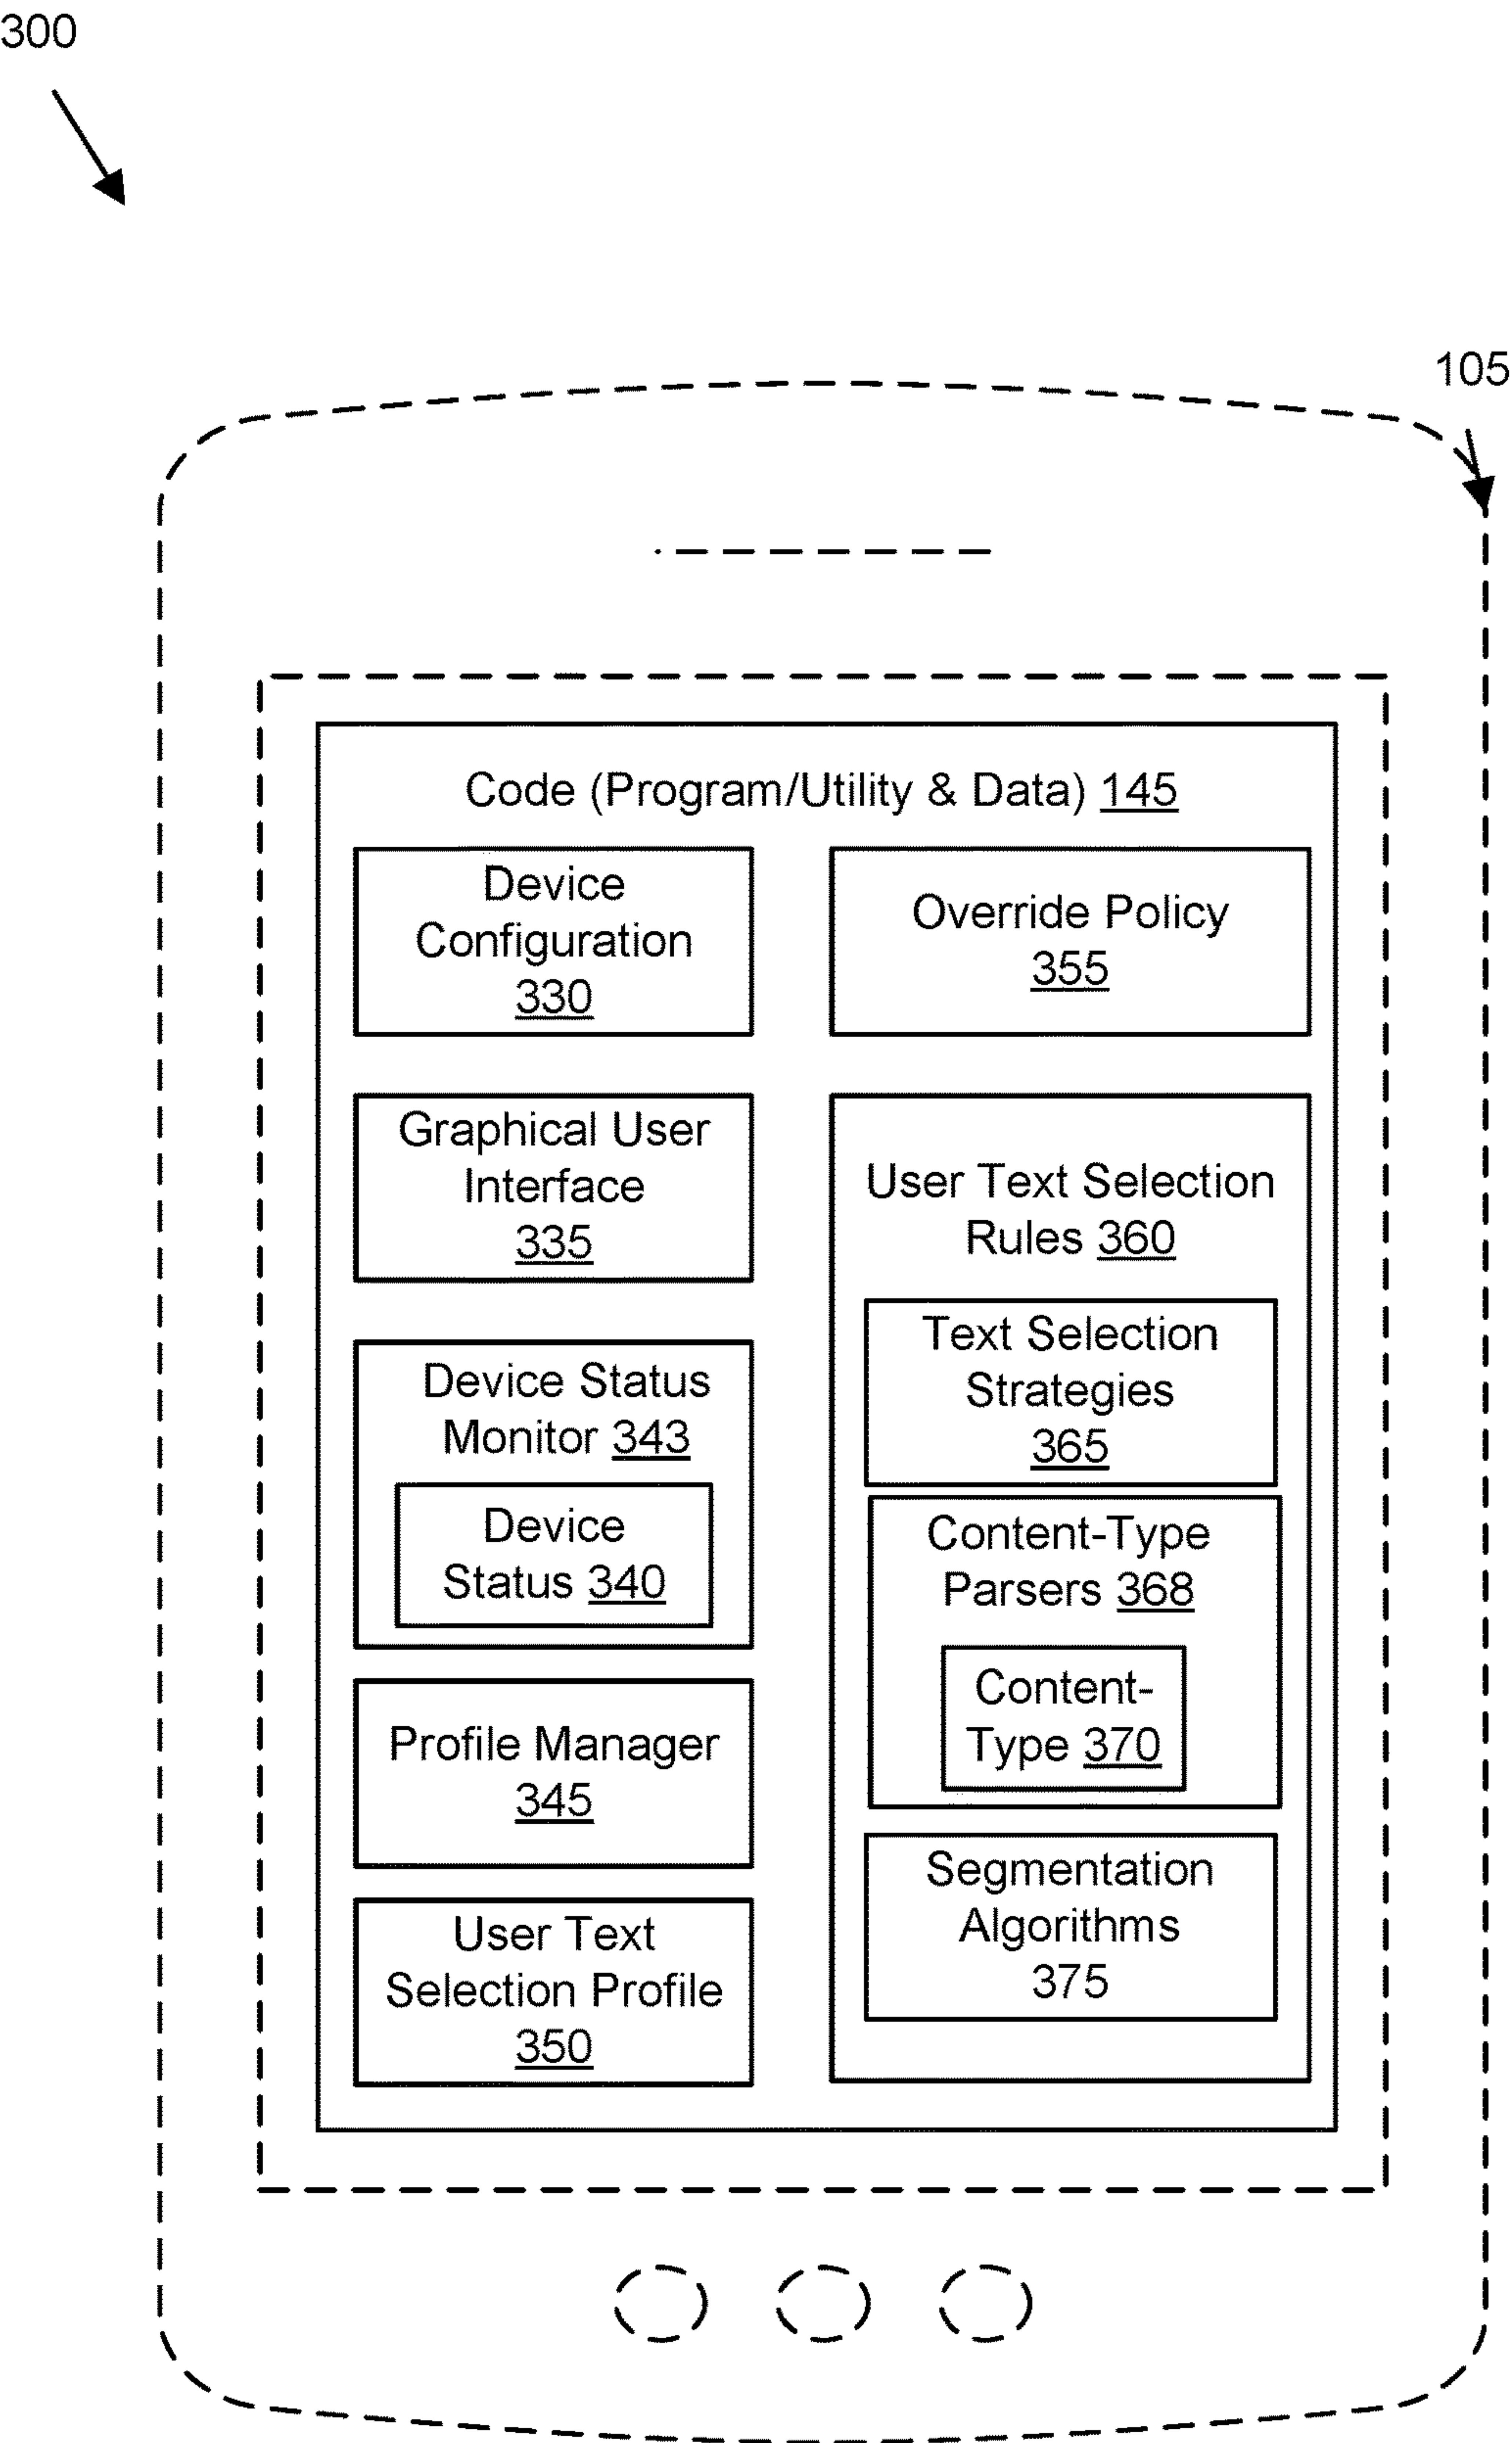 300
105
Code (Program/Utility & Data) 145
Device
Configuration
330
Override Policy
355
Graphical User
Interface
335
User Text Selection
Rules 360
Text Selection
Strategies
365
Device Status
Monitor 343
Device
Status 340
Content-Type
Parsers 368
Content-
Type 370
Profile Manager
345
Segmentation
Algorithms
375
User Text
Selection Profile
350